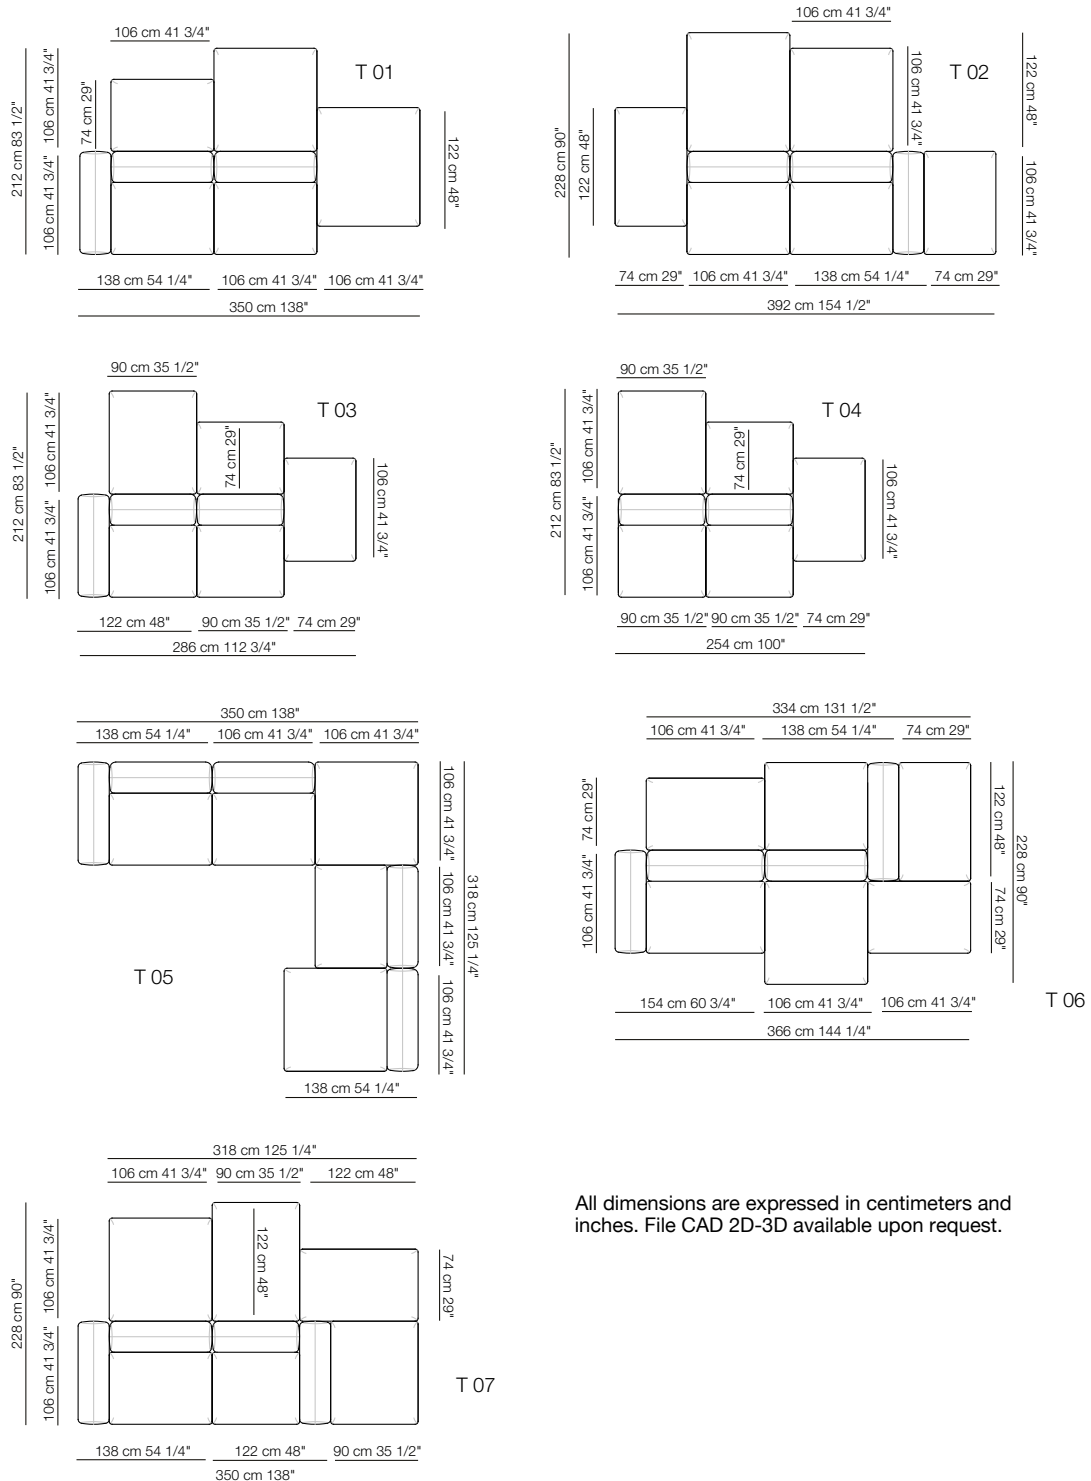 106 cm 41 3/4"
T 01
212 cm 83 1/2"
106 cm 41 3/4"
106 cm 41 3/4"
74 cm 29"
122 cm 48"
138 cm 54 1/4"
106 cm 41 3/4"
106 cm 41 3/4"
350 cm 138"
106 cm 41 3/4"
T 02
228 cm 90"
122 cm 48"
106 cm 41 3/4"
122 cm 48"
106 cm 41 3/4"
74 cm 29"
106 cm 41 3/4"
138 cm 54 1/4"
74 cm 29"
392 cm 154 1/2"
90 cm 35 1/2"
T 03
212 cm 83 1/2"
106 cm 41 3/4"
106 cm 41 3/4"
74 cm 29"
106 cm 41 3/4"
122 cm 48"
90 cm 35 1/2"
74 cm 29"
286 cm 112 3/4"
90 cm 35 1/2"
T 04
212 cm 83 1/2"
106 cm 41 3/4"
106 cm 41 3/4"
74 cm 29"
106 cm 41 3/4"
90 cm 35 1/2"
90 cm 35 1/2"
74 cm 29"
254 cm 100"
350 cm 138"
138 cm 54 1/4"
106 cm 41 3/4"
106 cm 41 3/4"
106 cm 41 3/4"
106 cm 41 3/4"
106 cm 41 3/4"
318 cm 125 1/4"
T 05
138 cm 54 1/4"
334 cm 131 1/2"
106 cm 41 3/4"
138 cm 54 1/4"
74 cm 29"
74 cm 29"
106 cm 41 3/4"
122 cm 48"
74 cm 29"
228 cm 90"
T 06
154 cm 60 3/4"
106 cm 41 3/4"
106 cm 41 3/4"
366 cm 144 1/4"
318 cm 125 1/4"
106 cm 41 3/4"
90 cm 35 1/2"
122 cm 48"
228 cm 90"
106 cm 41 3/4"
106 cm 41 3/4"
122 cm 48"
74 cm 29"
T 07
138 cm 54 1/4"
122 cm 48"
90 cm 35 1/2"
350 cm 138"
All dimensions are expressed in centimeters and
inches. File CAD 2D-3D available upon request.